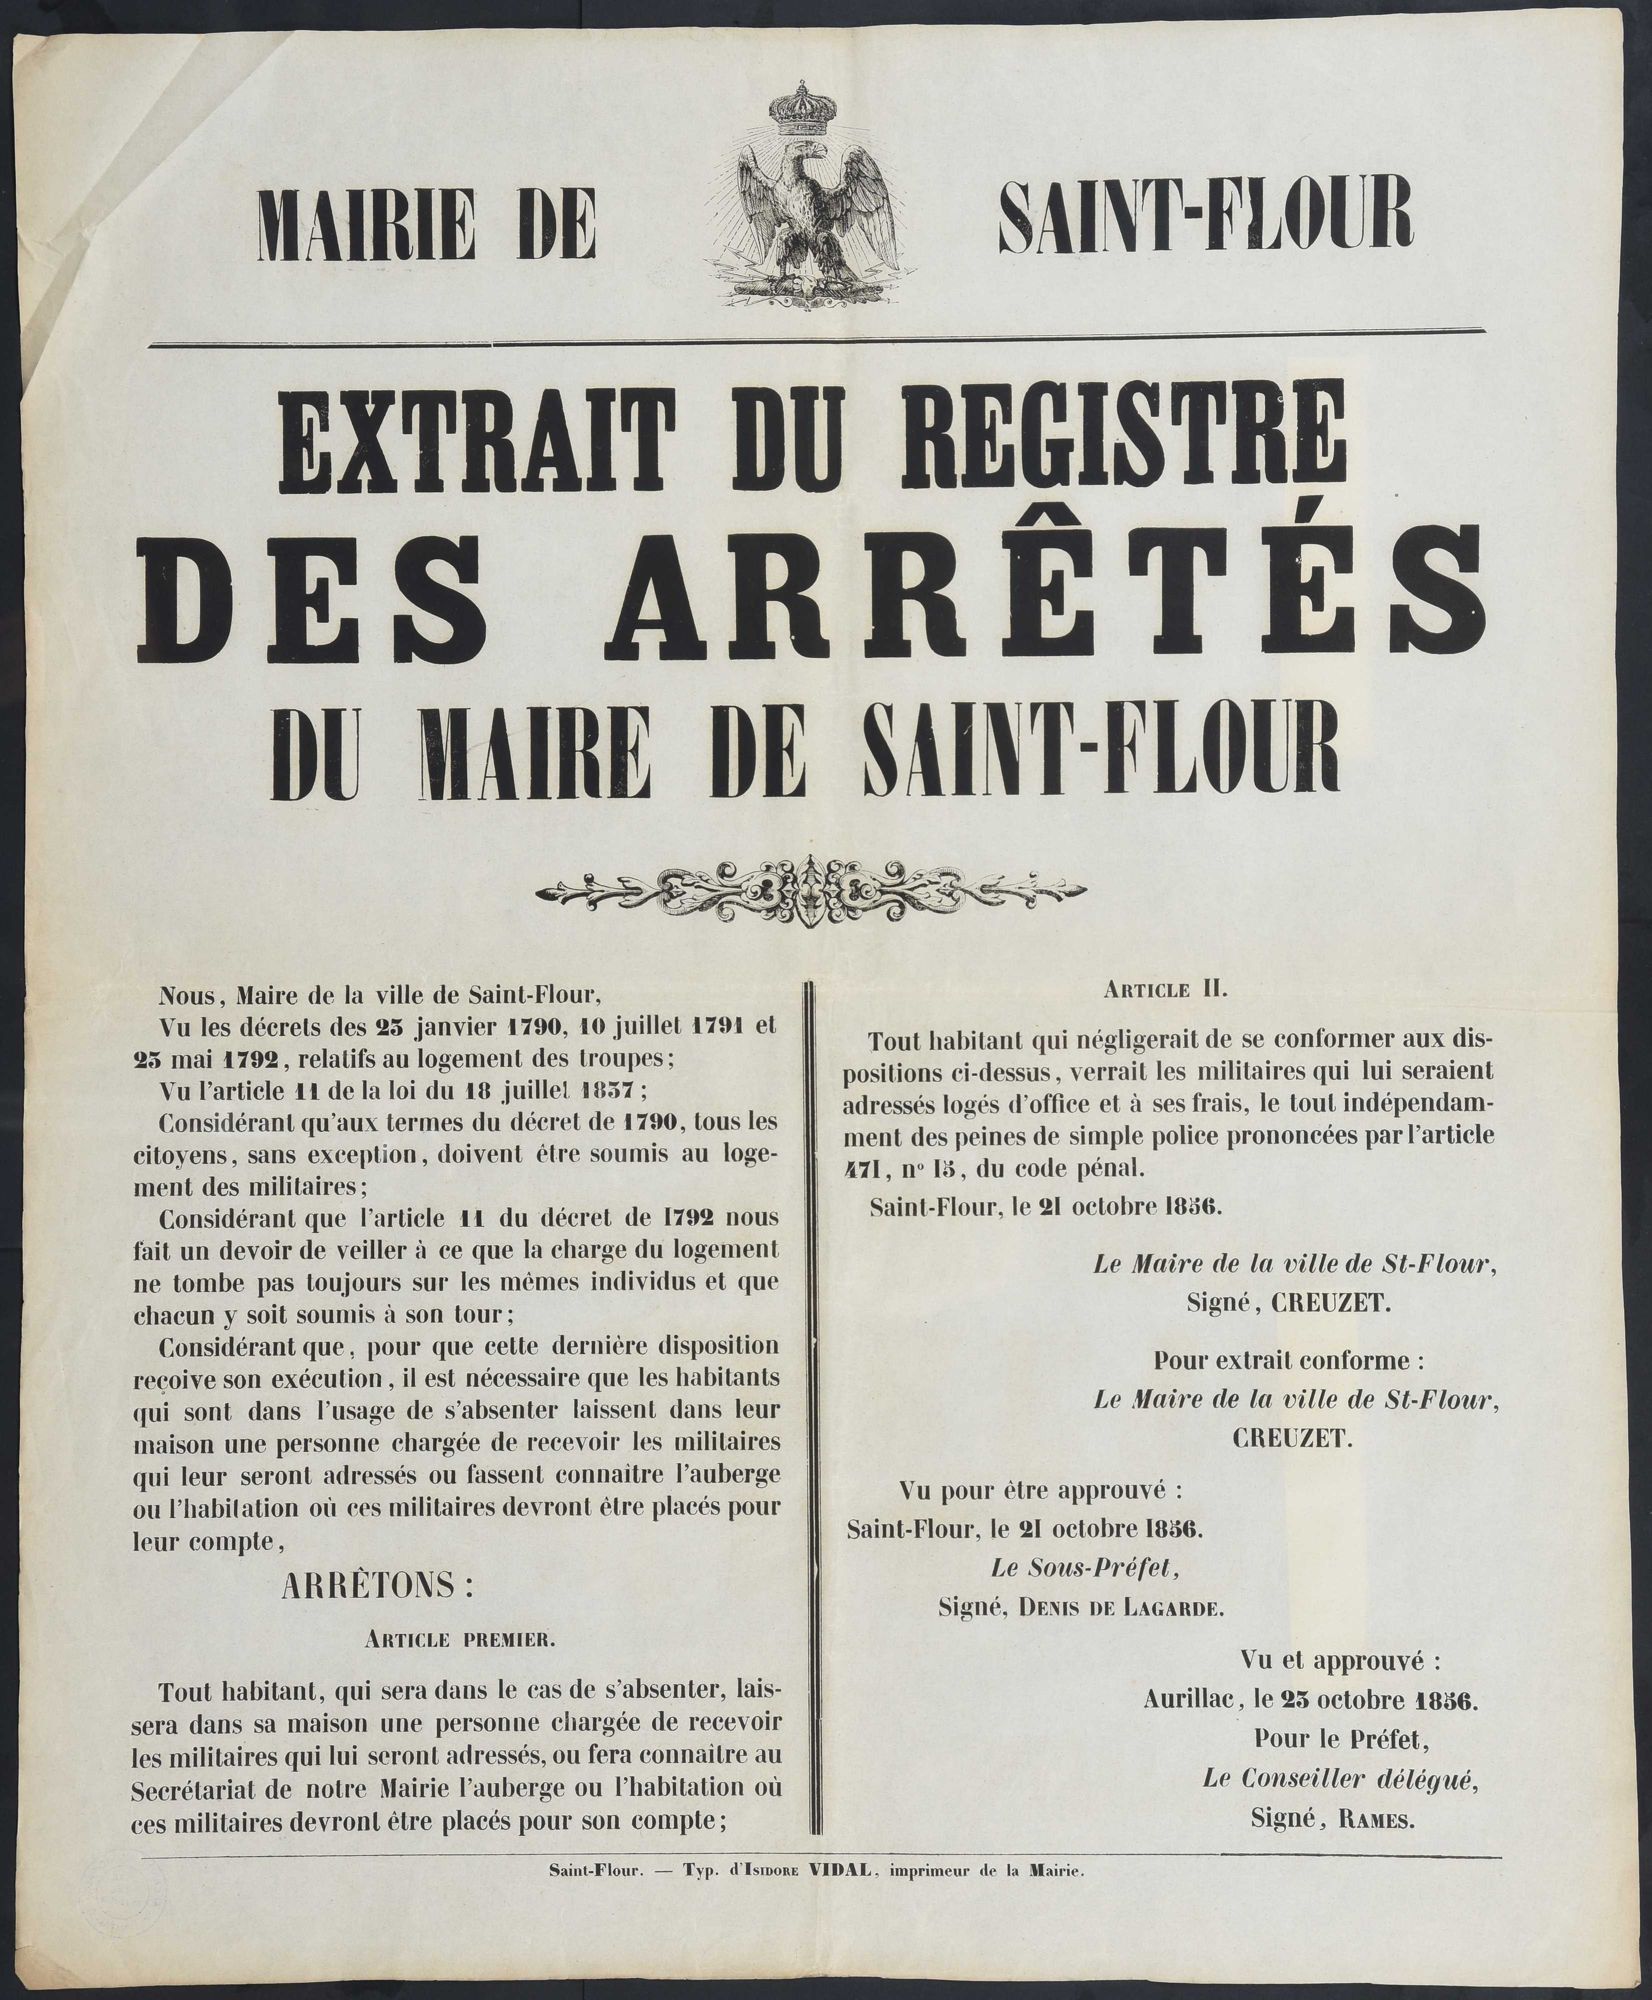 MAIRIE DE SAINT-FLOUR
EXTRAIT DU REGISTRE
DES ARRÊTÉS
DU MAIRE DE SAINT-FLOUR
Nous, Maire de la ville de Saint-Flour,
Vu les décrets des 23 janvier 1790, 10 juillet 1791 et
23 mai 1792, relatifs au logement des troupes;
Vu l'article 11 de la loi du 18 juillet 1837;
Considérant qu'aux termes du décret de 1790, tous les
citoyens, sans exception, doivent être soumis au loge-
ment des militaires;
Considérant que l'article 11 du décret de 1792 nous
fait un devoir de veiller à ce que la charge du logement
ne tombe pas toujours sur les mêmes individus et que
chacun y soit soumis à son tour;
Considérant que, pour que cette dernière disposition
reçoive son exécution, il est nécessaire que les habitants
qui sont dans l'usage de s'absenter laissent dans leur
maison une personne chargée de recevoir les militaires
qui leur seront adressés ou fassent connaître l'auberge
ou l'habitation où ces militaires devront être placés pour
leur compte,
ARRÊTONS :
ARTICLE PREMIER.
Tout habitant, qui sera dans le cas de s'absenter, lais-
sera dans sa maison une personne chargée de recevoir
les militaires qui lui seront adressés, ou fera connaître au
Secrétariat de notre Mairie l'auberge ou l'habitation où
ces militaires devront être placés pour son compte;
ARTICLE II.
Tout habitant qui négligerait de se conformer aux dis-
positions ci-dessus, verrait les militaires qui lui seraient
adressés logés d'office et à ses frais, le tout indépendam-
ment des peines de simple police prononcées par l'article
471, n° 15, du code pénal.
Saint-Flour, le 21 octobre 1856.
Le Maire de la ville de St-Flour,
Signé, CREUZET.
Pour extrait conforme :
Le Maire de la ville de St-Flour,
CREUZET.
Vu pour être approuvé :
Saint-Flour, le 21 octobre 1856.
Le Sous-Préfet,
Signé, DENIS DE LAGARDE.
Vu et approuvé :
Aurillac, le 23 octobre 1856.
Pour le Préfet,
Le Conseiller délégué,
Signé, RAMES.
Saint-Flour. — Typ. d'ISIDORE VIDAL, imprimeur de la Mairie.